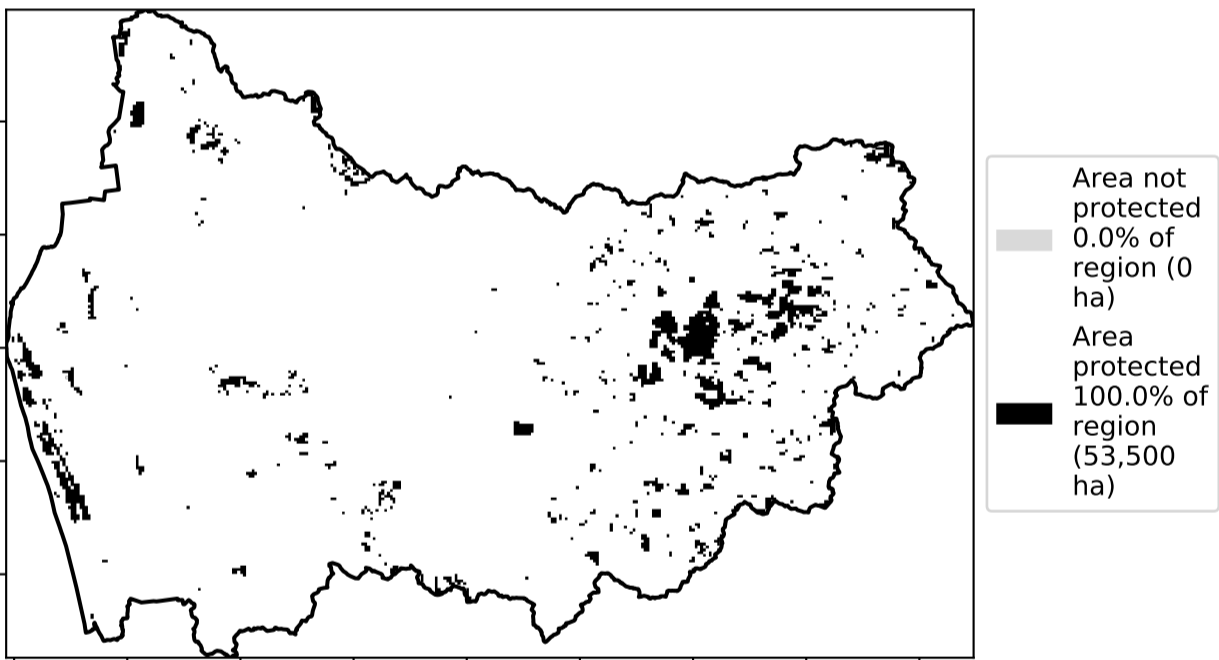 Area not
protected
0.0% of
region (0
ha)
Area
protected
100.0% of
region
(53,500
ha)